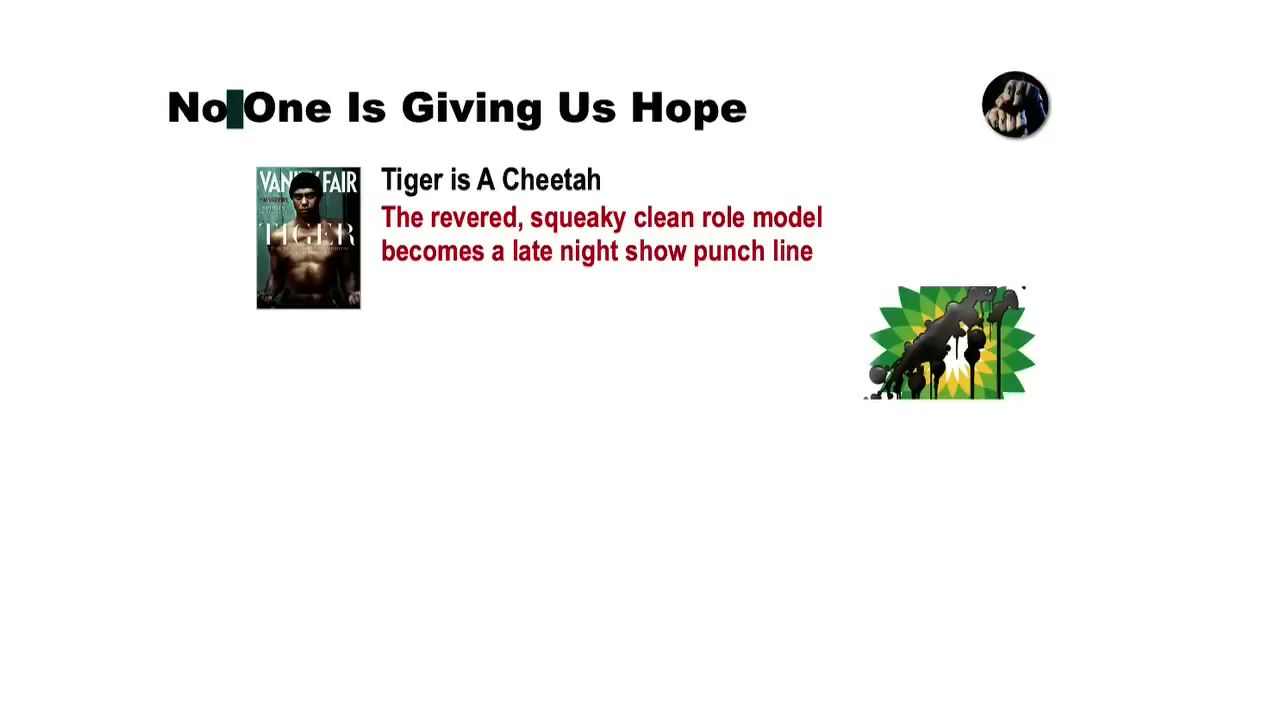 No One Is Giving Us Hope
VANITY FAIR
TIGER
Tiger is A Cheetah
The revered, squeaky clean role model
becomes a late night show punch line